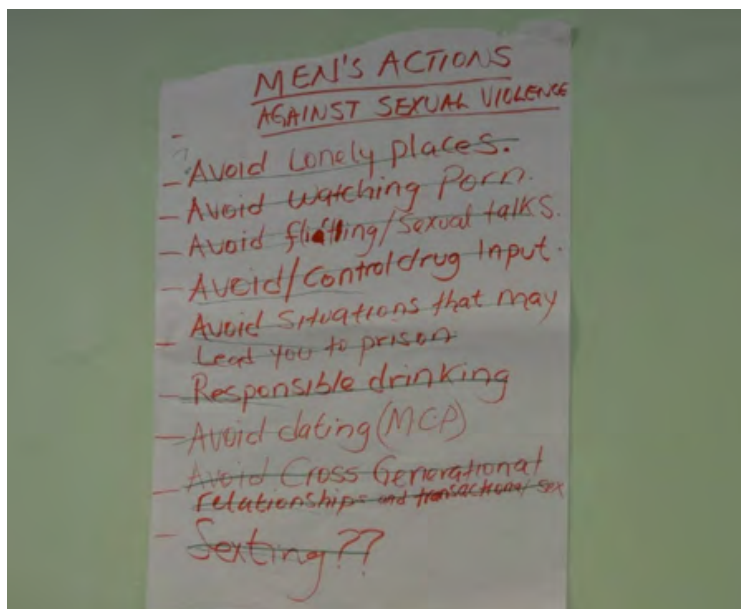 MEN'S ACTIONS
AGAINST SEXUAL VIOLENCE
-
- Avoid Lonely places.
- Avoid Watching Porn.
- Avoid flirting/Sexual talks.
- Avoid/Control drug Input.
- Avoid Situations that may
Lead you to prison
- Responsible drinking
- Avoid dating (MCP)
- Avoid Cross Generational
relationships and transactional sex
- Sexting??